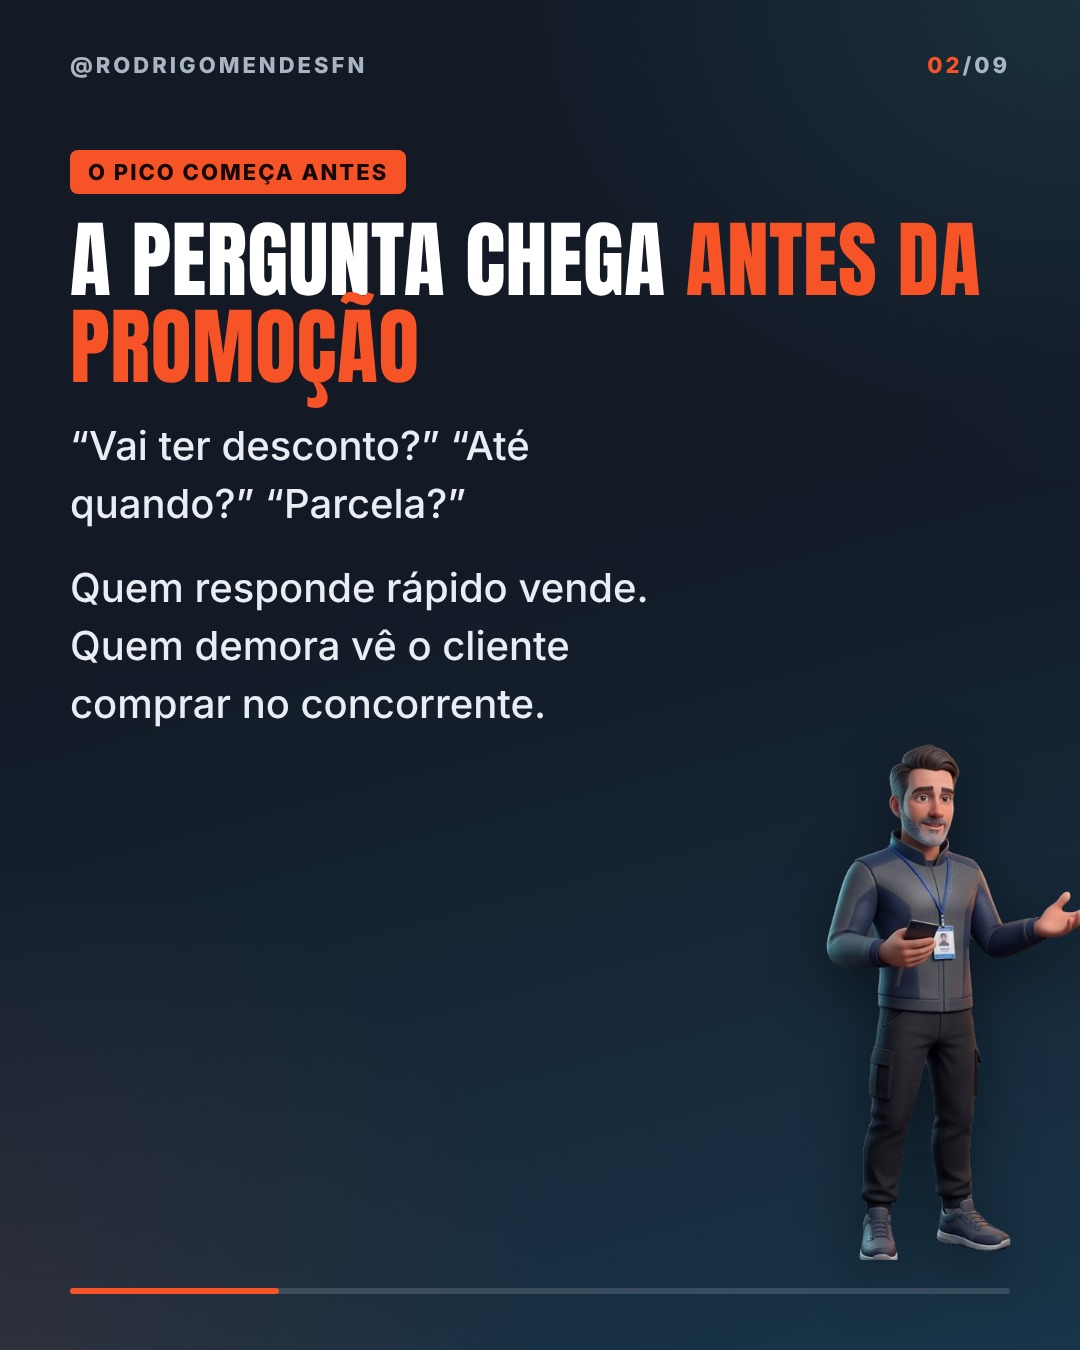 @RODRIGOMENDESFN
02/09
O PICO COMEÇA ANTES
A PERGUNTA CHEGA ANTES DA
PROMOÇÃO
“Vai ter desconto?” “Até
quando?” “Parcela?”
Quem responde rápido vende.
Quem demora vê o cliente
comprar no concorrente.